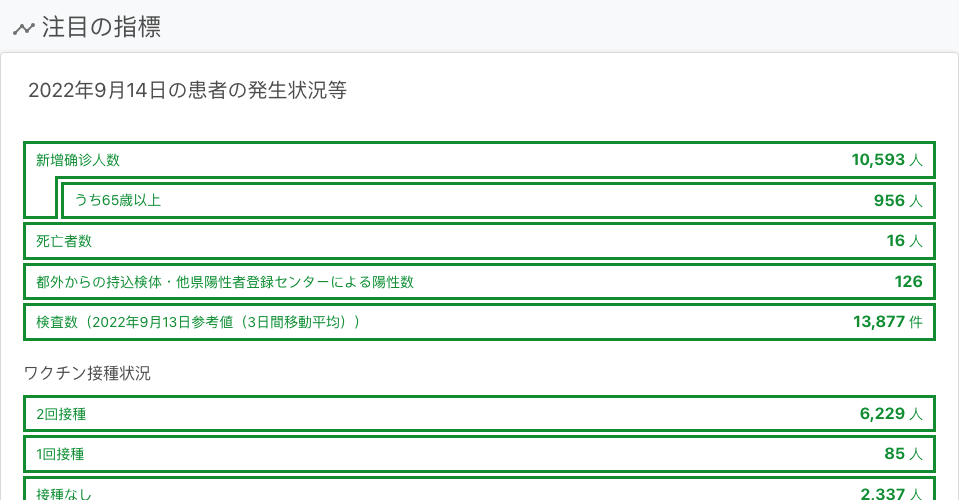 注目の指標
2022年9月14日の患者の発生状況等
新增确诊人数 10,593 人
うち65歳以上 956 人
死亡者数 16 人
都外からの持込検体・他県陽性者登録センターによる陽性数 126
検査数（2022年9月13日参考値（3日間移動平均）） 13,877 件
ワクチン接種状況
2回接種 6,229 人
1回接種 85 人
接種なし 2,337 人